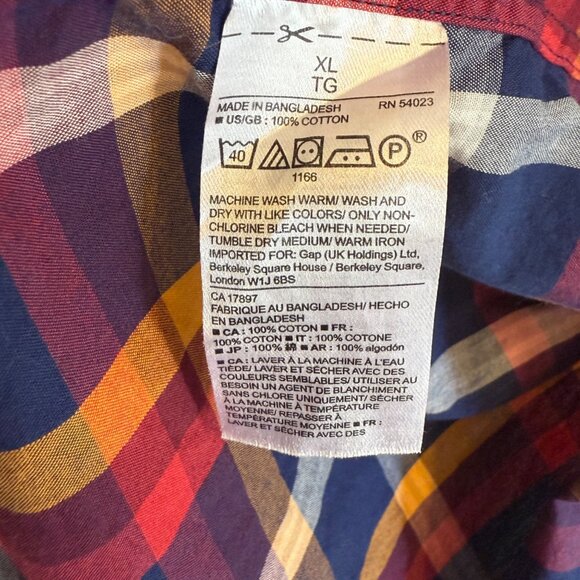 XL
TG
MADE IN BANGLADESH RN 54023
■ US/GB : 100% COTTON
40 P ®
1166
MACHINE WASH WARM/ WASH AND
DRY WITH LIKE COLORS/ ONLY NON-
CHLORINE BLEACH WHEN NEEDED/
TUMBLE DRY MEDIUM/ WARM IRON
IMPORTED FOR: Gap (UK Holdings) Ltd,
Berkeley Square House / Berkeley Square,
London W1J 6BS
CA 17897
FABRIQUE AU BANGLADESH/ HECHO
EN BANGLADESH
■ CA : 100% COTON ■ FR :
100% COTON ■ IT : 100% COTONE
■ JP : 100% 綿 ■ AR : 100% algodón
■ CA : LAVER À LA MACHINE À L'EAU
TIÈDE/ LAVER ET SÉCHER AVEC DES
COULEURS SEMBLABLES/ UTILISER AU
BESOIN UN AGENT DE BLANCHIMENT
SANS CHLORE UNIQUEMENT/ SÉCHER
À LA MACHINE À TEMPÉRATURE
MOYENNE/ REPASSER À FER
TEMPÉRATURE MOYENNE ■ FR :
LAVER ET SÉCHER AVEC DES